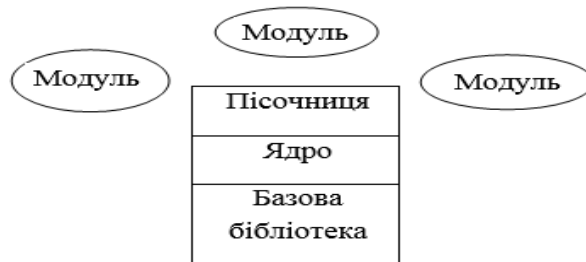 Модуль
Модуль
Модуль
Пісочниця
Ядро
Базова
бібліотека